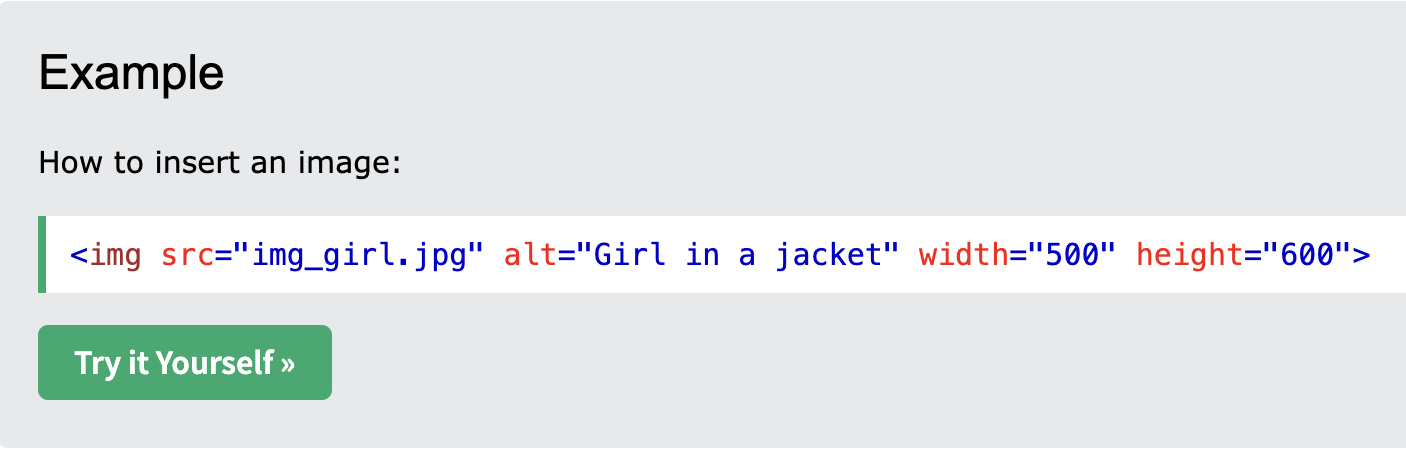 Example
How to insert an image:
<img src="img_girl.jpg" alt="Girl in a jacket" width="500" height="600">
Try it Yourself »